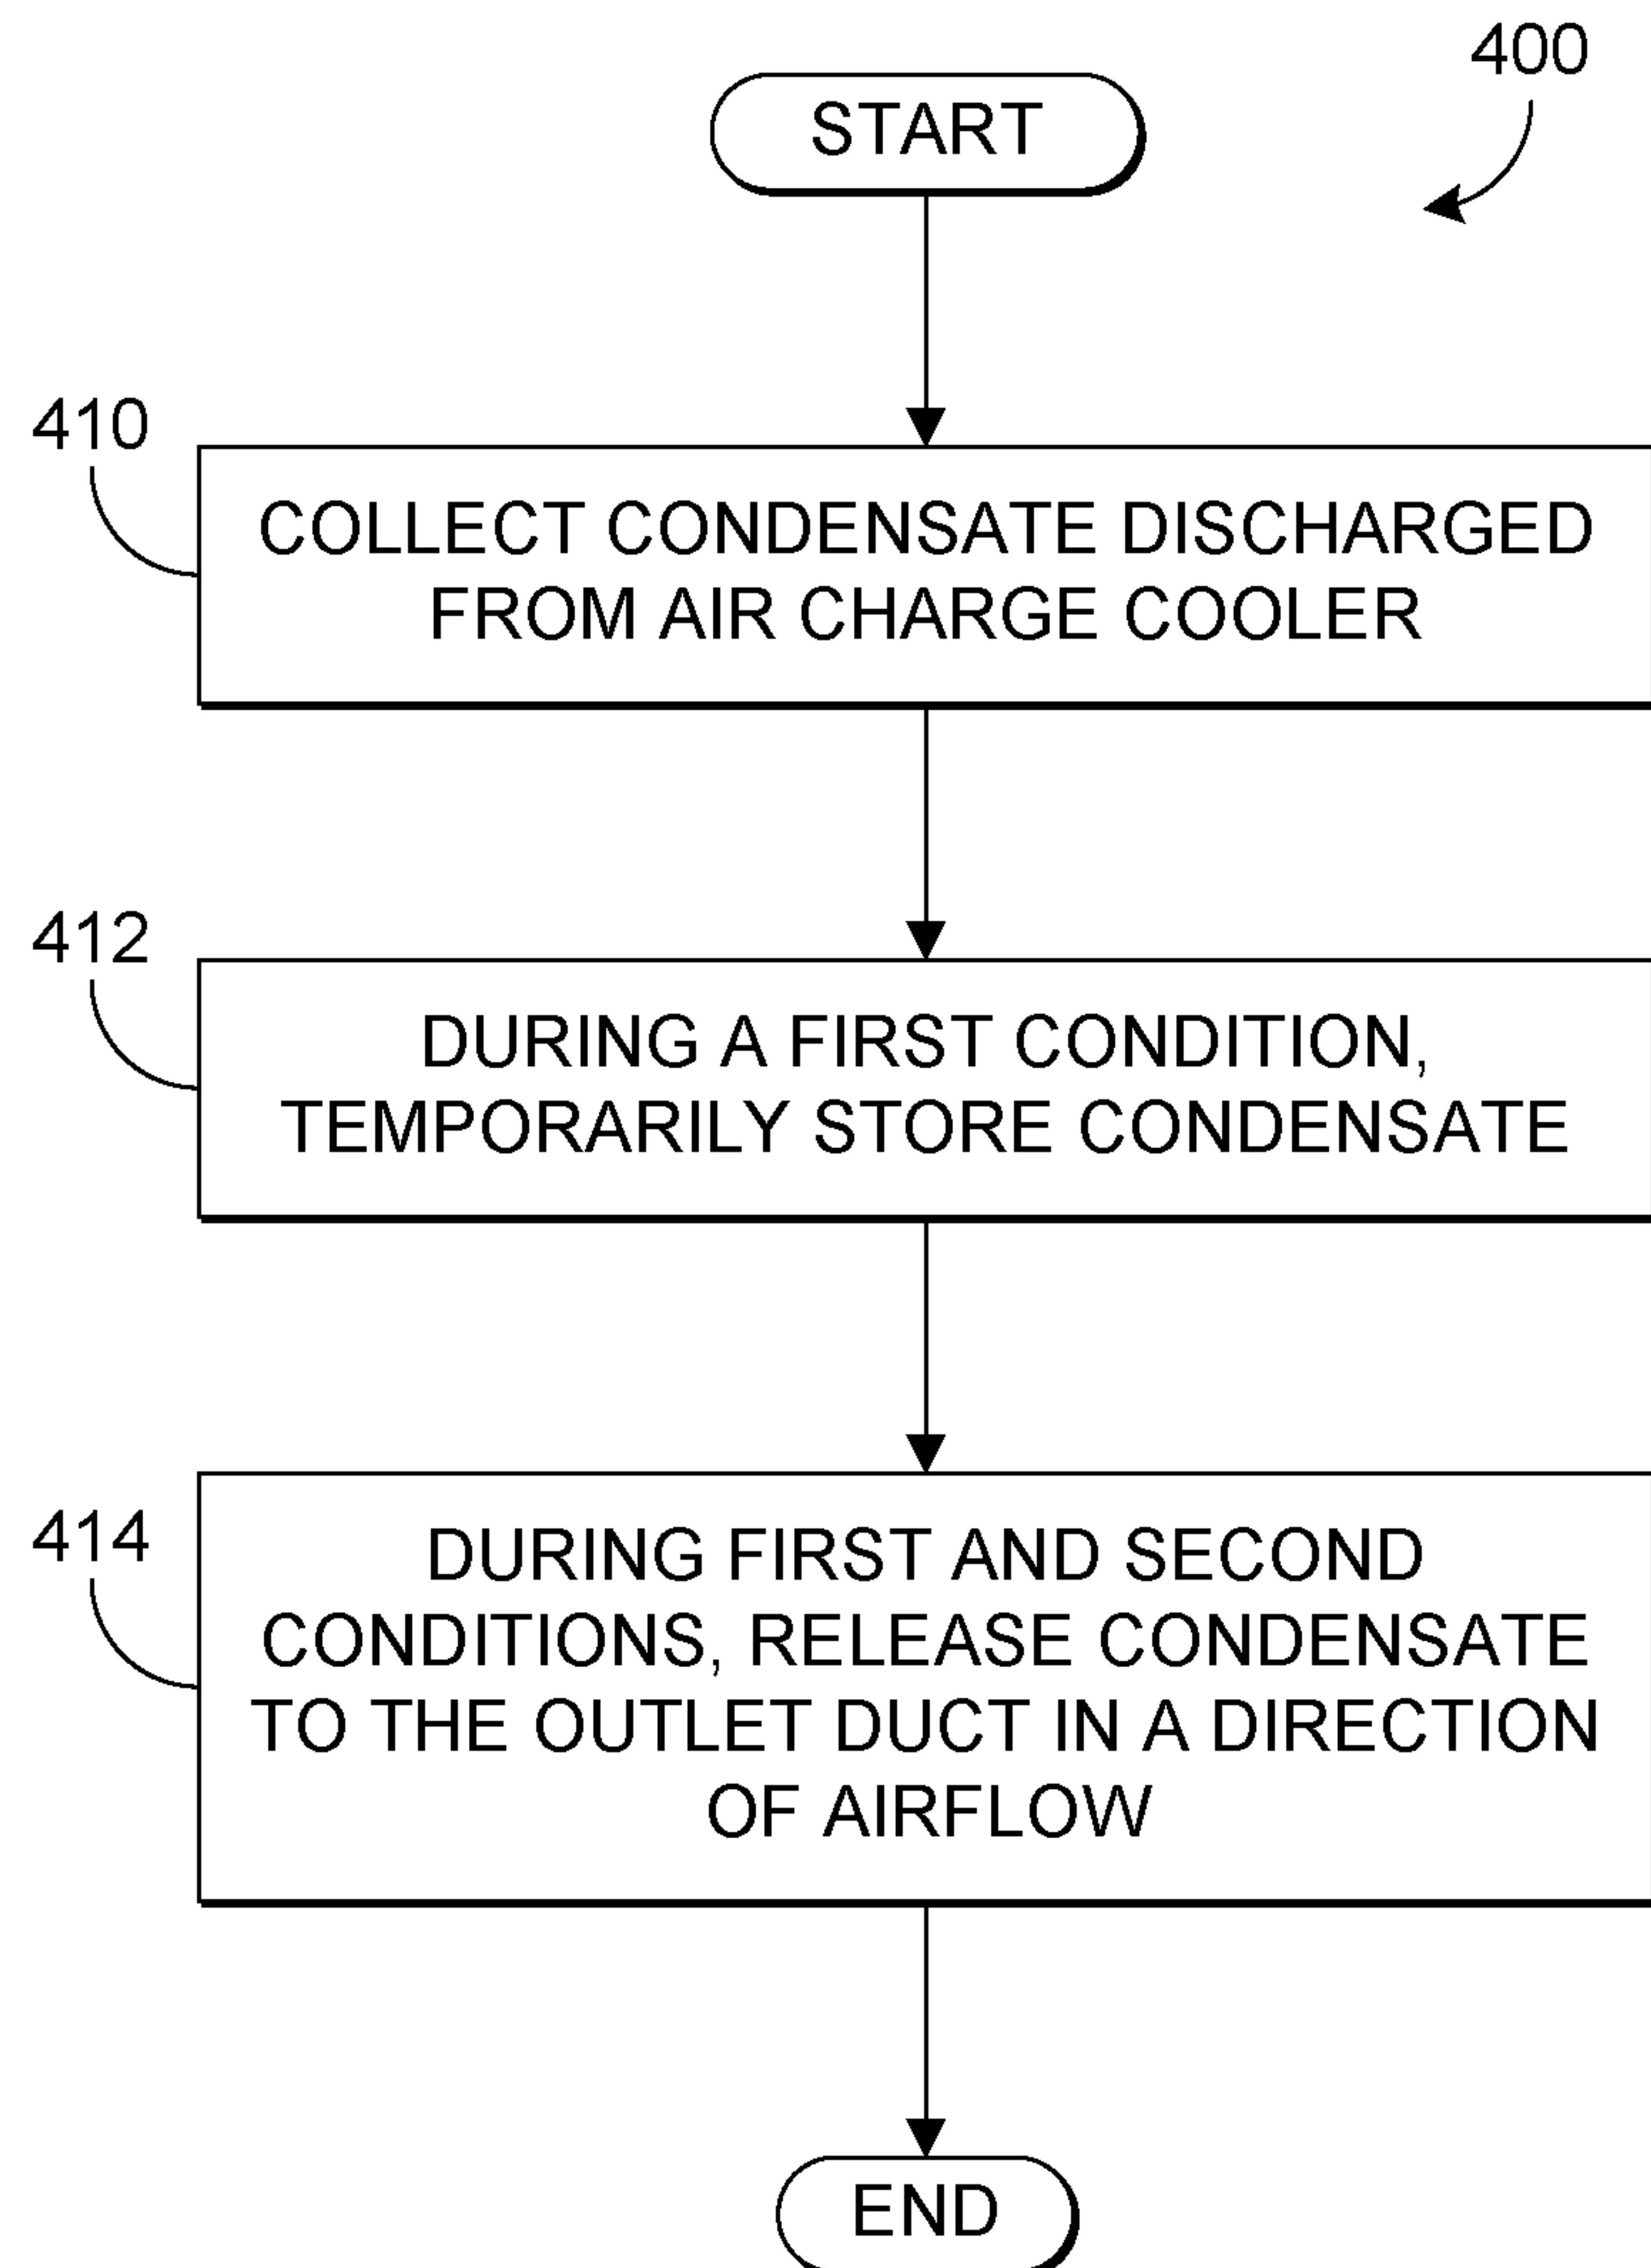 400
START
410
COLLECT CONDENSATE DISCHARGED
FROM AIR CHARGE COOLER
412
DURING A FIRST CONDITION,
TEMPORARILY STORE CONDENSATE
414
DURING FIRST AND SECOND
CONDITIONS, RELEASE CONDENSATE
TO THE OUTLET DUCT IN A DIRECTION
OF AIRFLOW
END